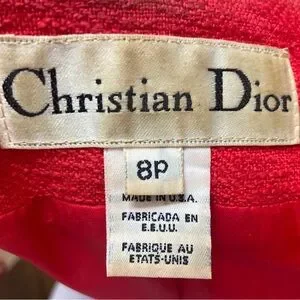 Christian Dior
8P
MADE IN U.S.A.
FABRICADA EN
E.E.U.U.
FABRIQUE AU
ETATS-UNIS